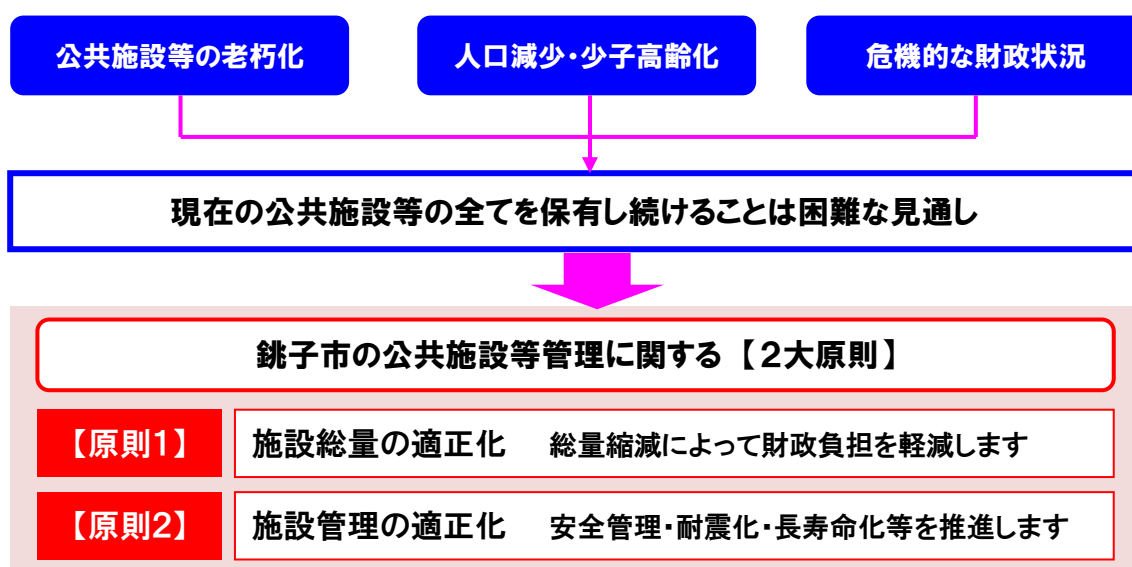 公共施設等の老朽化
人口減少・少子高齢化
危機的な財政状況
現在の公共施設等の全てを保有し続けることは困難な見通し
銚子市の公共施設等管理に関する【２大原則】
【原則1】 施設総量の適正化 総量縮減によって財政負担を軽減します
【原則2】 施設管理の適正化 安全管理・耐震化・長寿命化等を推進します